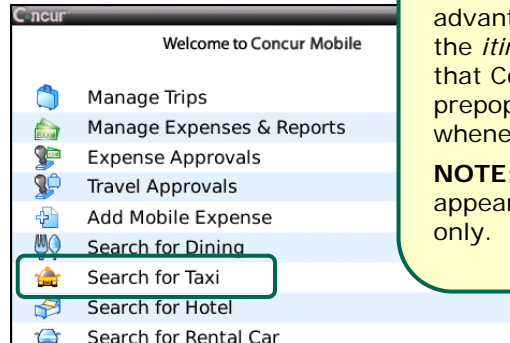 Concur
Welcome to Concur Mobile
Manage Trips
Manage Expenses & Reports
Expense Approvals
Travel Approvals
Add Mobile Expense
Search for Dining
Search for Taxi
Search for Hotel
Search for Rental Car
the
that
NOTE:
only.